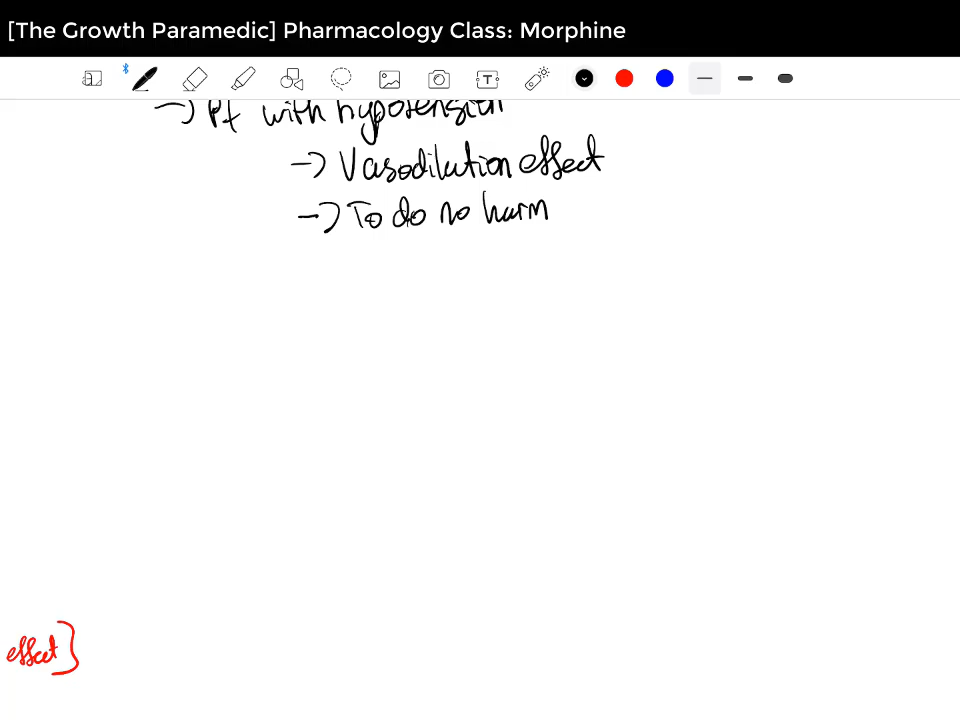 [The Growth Paramedic] Pharmacology Class: Morphine
→ Pt with hypotension
→ Vasodilution effect
→ To do no harm
effect}